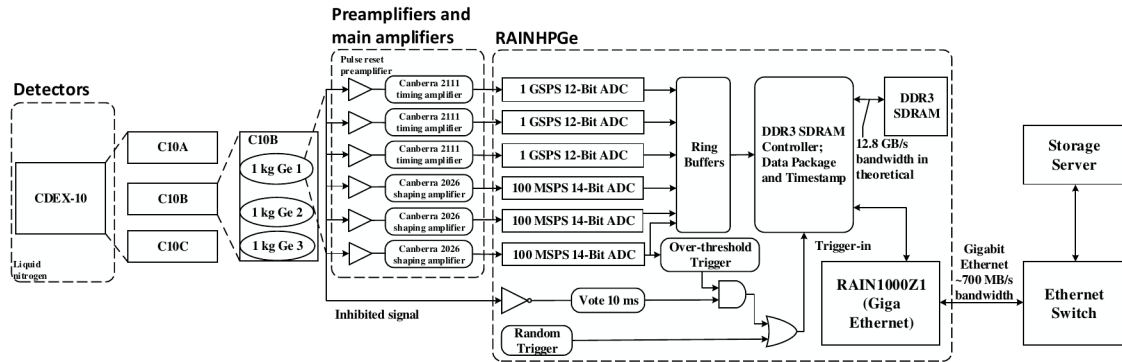 Preamplifiers and
main amplifiers
RAINHPGe
Detectors
Pulse reset
preamplifier
Canberra 2111
timing amplifier
1 GSPS 12-Bit ADC
Canberra 2111
timing amplifier
1 GSPS 12-Bit ADC
Canberra 2111
timing amplifier
1 GSPS 12-Bit ADC
Canberra 2026
shaping amplifier
100 MSPS 14-Bit ADC
Canberra 2026
shaping amplifier
100 MSPS 14-Bit ADC
Canberra 2026
shaping amplifier
100 MSPS 14-Bit ADC
CDEX-10
Liquid
nitrogen
C10A
C10B
C10C
C10B
1 kg Ge 1
1 kg Ge 2
1 kg Ge 3
Ring
Buffers
DDR3 SDRAM
Controller;
Data Package
and Timestamp
DDR3
SDRAM
12.8 GB/s
bandwidth in
theoretical
Storage
Server
Over-threshold
Trigger
Trigger-in
Inhibited signal
Vote 10 ms
Random
Trigger
RAIN1000Z1
(Giga
Ethernet)
Gigabit
Ethernet
~700 MB/s
bandwidth
Ethernet
Switch